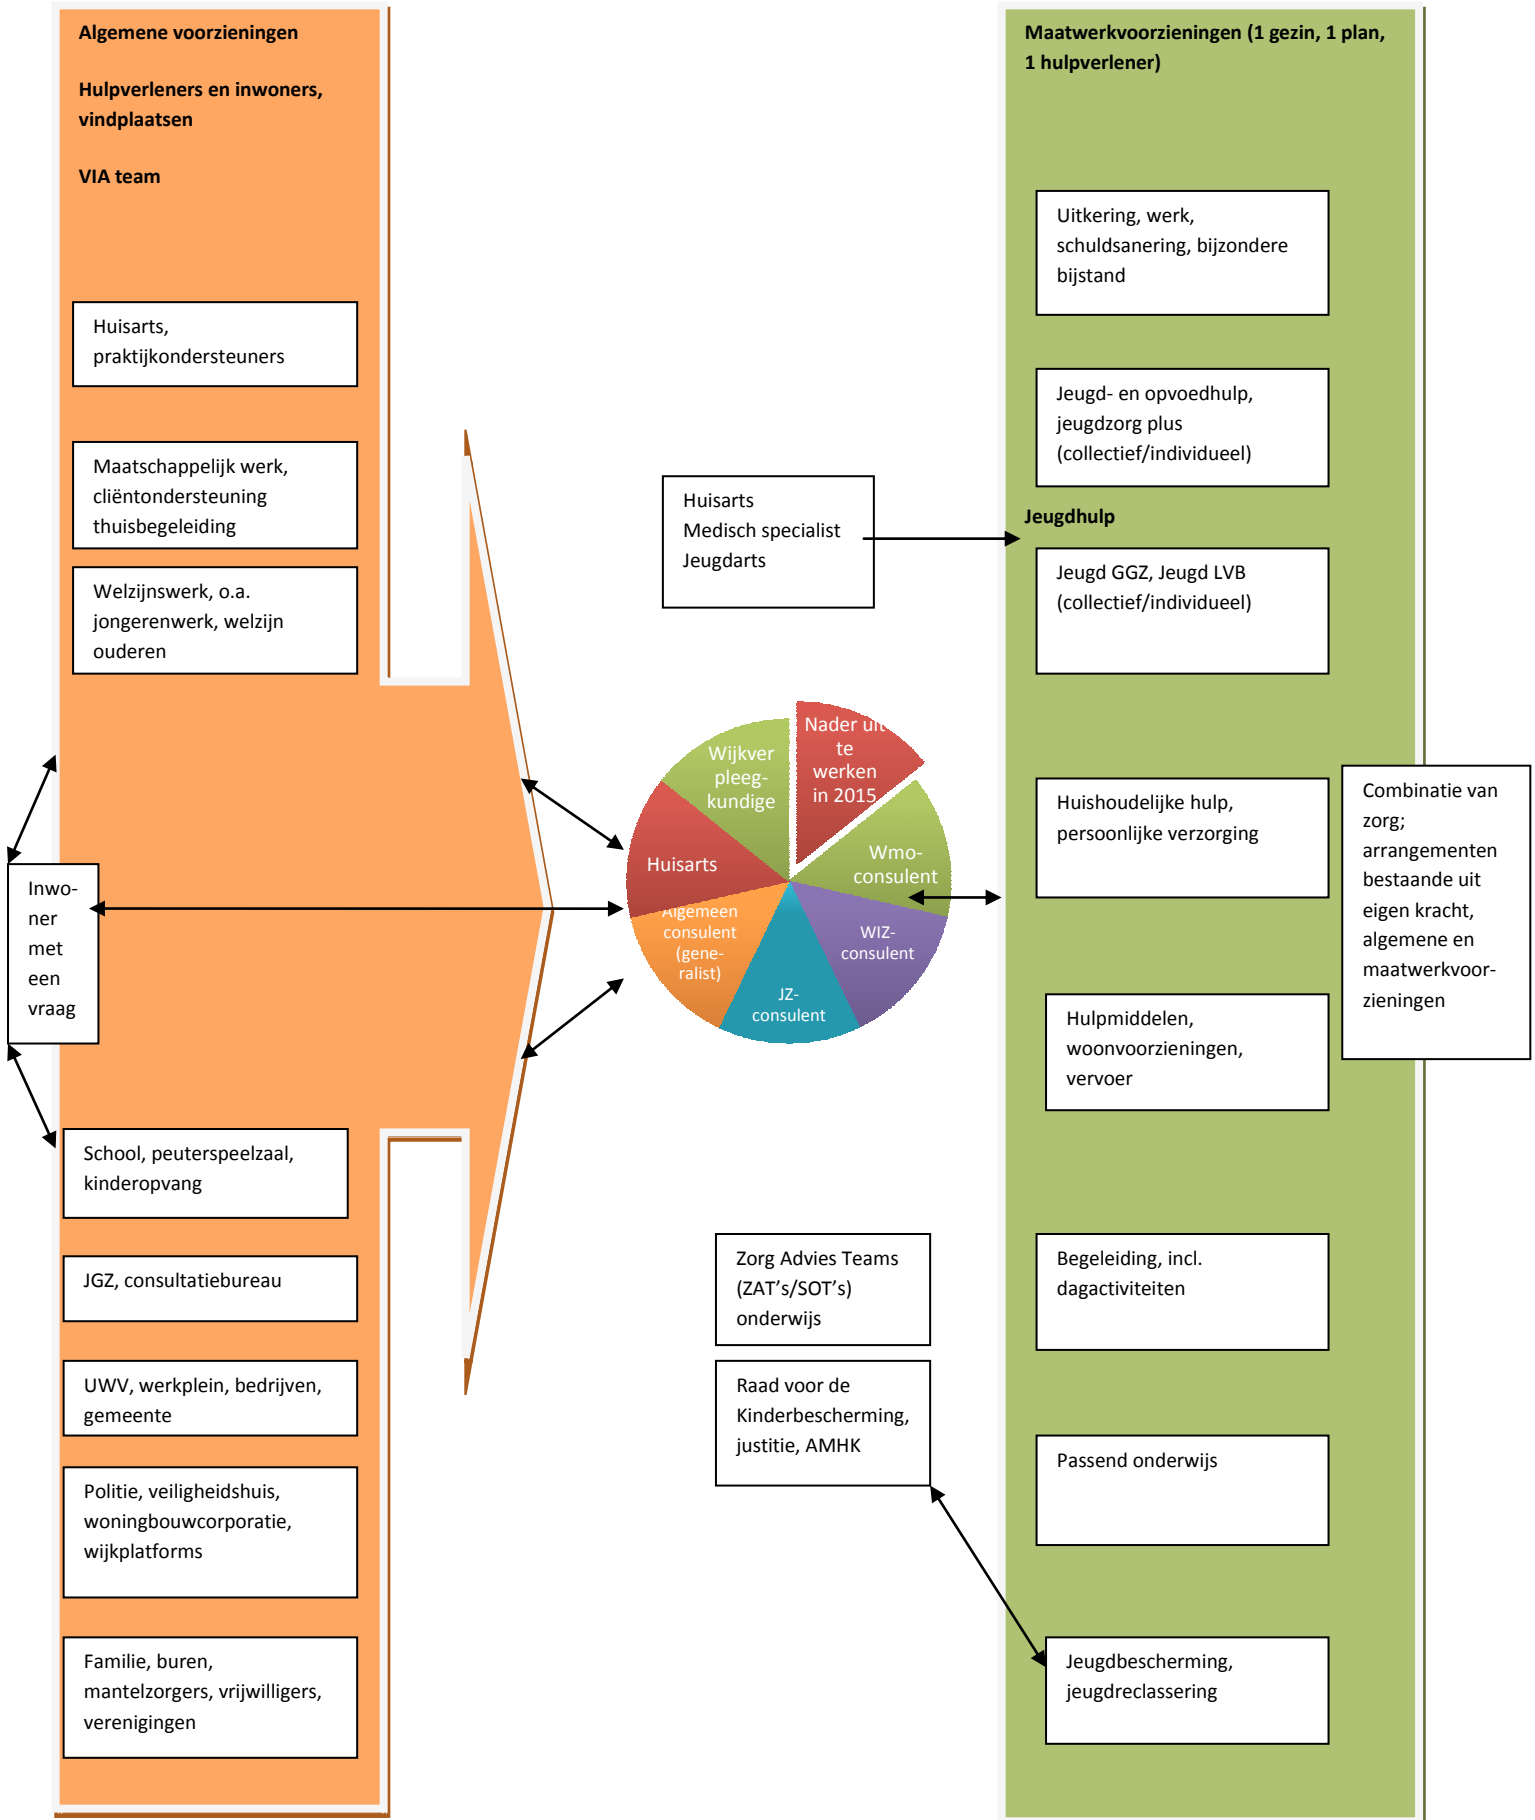 Algemene voorzieningen
Hulpverleners en inwoners,
vindplaatsen
VIA team
Huisarts,
praktijkondersteuners
Maatschappelijk werk,
cliëntondersteuning
thuisbegeleiding
Welzijnswerk, o.a.
jongerenwerk, welzijn
ouderen
Inwo-
ner
met
een
vraag
School, peuterspeelzaal,
kinderopvang
JGZ, consultatiebureau
UWV, werkplein, bedrijven,
gemeente
Politie, veiligheidshuis,
woningbouwcorporatie,
wijkplatforms
Familie, buren,
mantelzorgers, vrijwilligers,
verenigingen
Huisarts
Medisch specialist
Jeugdarts
Nader uit
te
werken
in 2015
Wmo-
consulent
WIZ-
consulent
JZ-
consulent
Algemeen
consulent
(gene-
ralist)
Huisarts
Wijkver
pleeg-
kundige
Zorg Advies Teams
(ZAT's/SOT's)
onderwijs
Raad voor de
Kinderbescherming,
justitie, AMHK
Maatwerkvoorzieningen (1 gezin, 1 plan,
1 hulpverlener)
Uitkering, werk,
schuldsanering, bijzondere
bijstand
Jeugd- en opvoedhulp,
jeugdzorg plus
(collectief/individueel)
Jeugdhulp
Jeugd GGZ, Jeugd LVB
(collectief/individueel)
Huishoudelijke hulp,
persoonlijke verzorging
Hulpmiddelen,
woonvoorzieningen,
vervoer
Begeleiding, incl.
dagactiviteiten
Passend onderwijs
Jeugdbescherming,
jeugdreclassering
Combinatie van
zorg;
arrangementen
bestaande uit
eigen kracht,
algemene en
maatwerkvoor-
zieningen